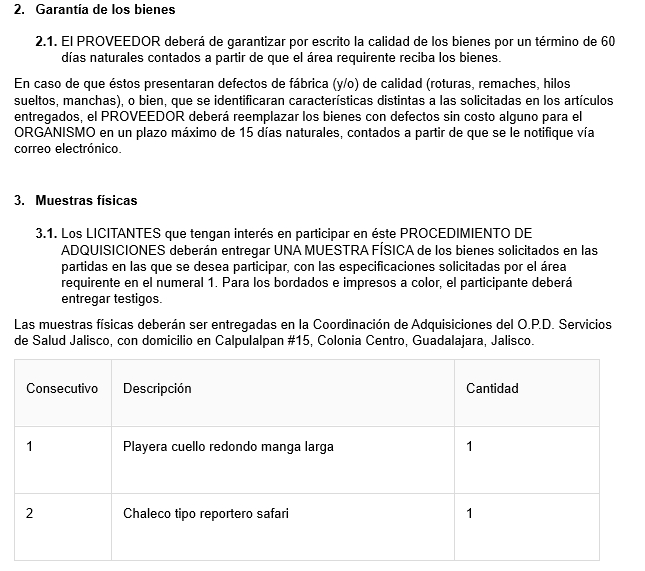 2. Garantía de los bienes
2.1. El PROVEEDOR deberá de garantizar por escrito la calidad de los bienes por un término de 60
días naturales contados a partir de que el área requirente reciba los bienes.
En caso de que éstos presentaran defectos de fábrica (y/o) de calidad (roturas, remaches, hilos
sueltos, manchas), o bien, que se identificaran características distintas a las solicitadas en los artículos
entregados, el PROVEEDOR deberá reemplazar los bienes con defectos sin costo alguno para el
ORGANISMO en un plazo máximo de 15 días naturales, contados a partir de que se le notifique vía
correo electrónico.
3. Muestras físicas
3.1. Los LICITANTES que tengan interés en participar en éste PROCEDIMIENTO DE
ADQUISICIONES deberán entregar UNA MUESTRA FÍSICA de los bienes solicitados en las
partidas en las que se desea participar, con las especificaciones solicitadas por el área
requirente en el numeral 1. Para los bordados e impresos a color, el participante deberá
entregar testigos.
Las muestras físicas deberán ser entregadas en la Coordinación de Adquisiciones del O.P.D. Servicios
de Salud Jalisco, con domicilio en Calpulalpan #15, Colonia Centro, Guadalajara, Jalisco.
Consecutivo Descripción Cantidad
1 Playera cuello redondo manga larga 1
2 Chaleco tipo reportero safari 1